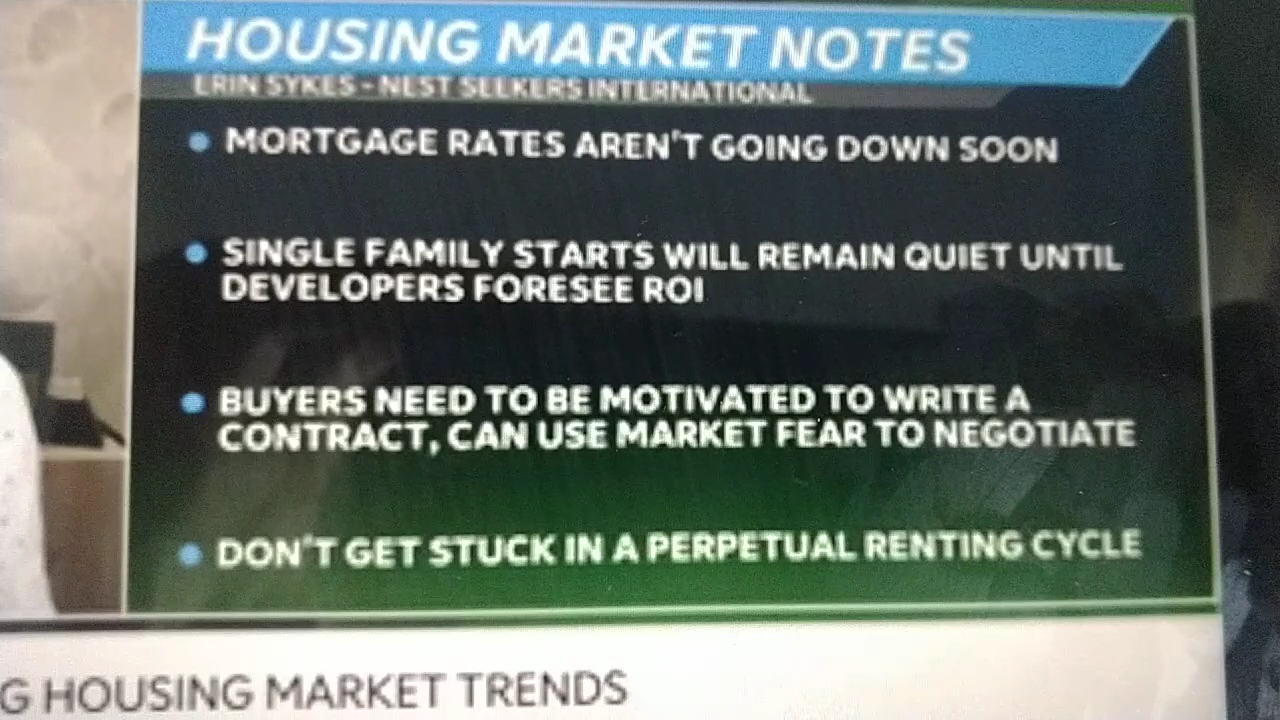 HOUSING MARKET NOTES
ERIN SYKES - NEST SEEKERS INTERNATIONAL
MORTGAGE RATES AREN'T GOING DOWN SOON
SINGLE FAMILY STARTS WILL REMAIN QUIET UNTIL
DEVELOPERS FORESEE ROI
BUYERS NEED TO BE MOTIVATED TO WRITE A
CONTRACT, CAN USE MARKET FEAR TO NEGOTIATE
DON'T GET STUCK IN A PERPETUAL RENTING CYCLE
G HOUSING MARKET TRENDS